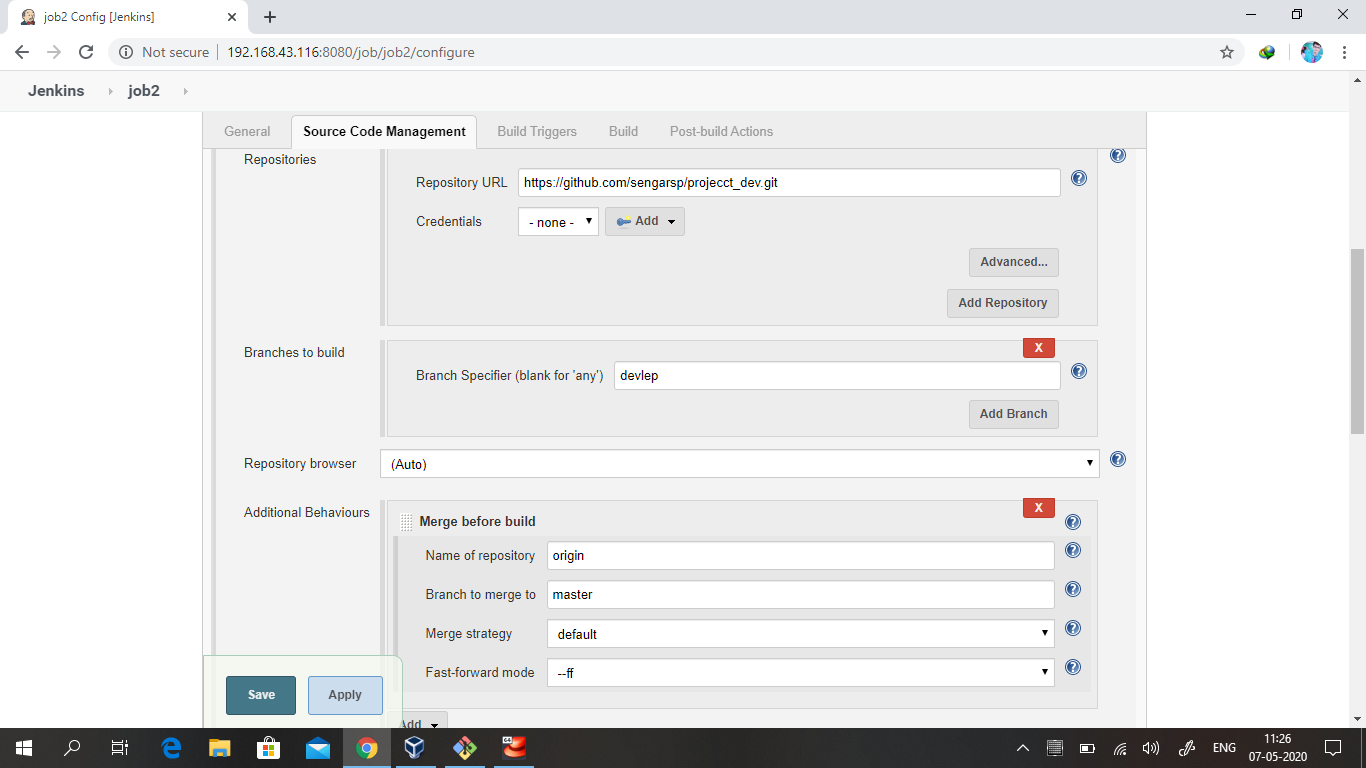 job2 Config [Jenkins]
Not secure
192.168.43.116:8080/job/job2/configure
Jenkins job2
General Source Code Management Build Triggers Build Post-build Actions
Repositories
Repository URL https://github.com/sengarsp/projecct_dev.git
Credentials - none - Add
Advanced...
Add Repository
Branches to build
X
Branch Specifier (blank for 'any') devlep
Add Branch
Repository browser (Auto)
Additional Behaviours
X
Merge before build
Name of repository origin
Branch to merge to master
Merge strategy default
Fast-forward mode --ff
Save Apply
Add
ENG
11:26
07-05-2020